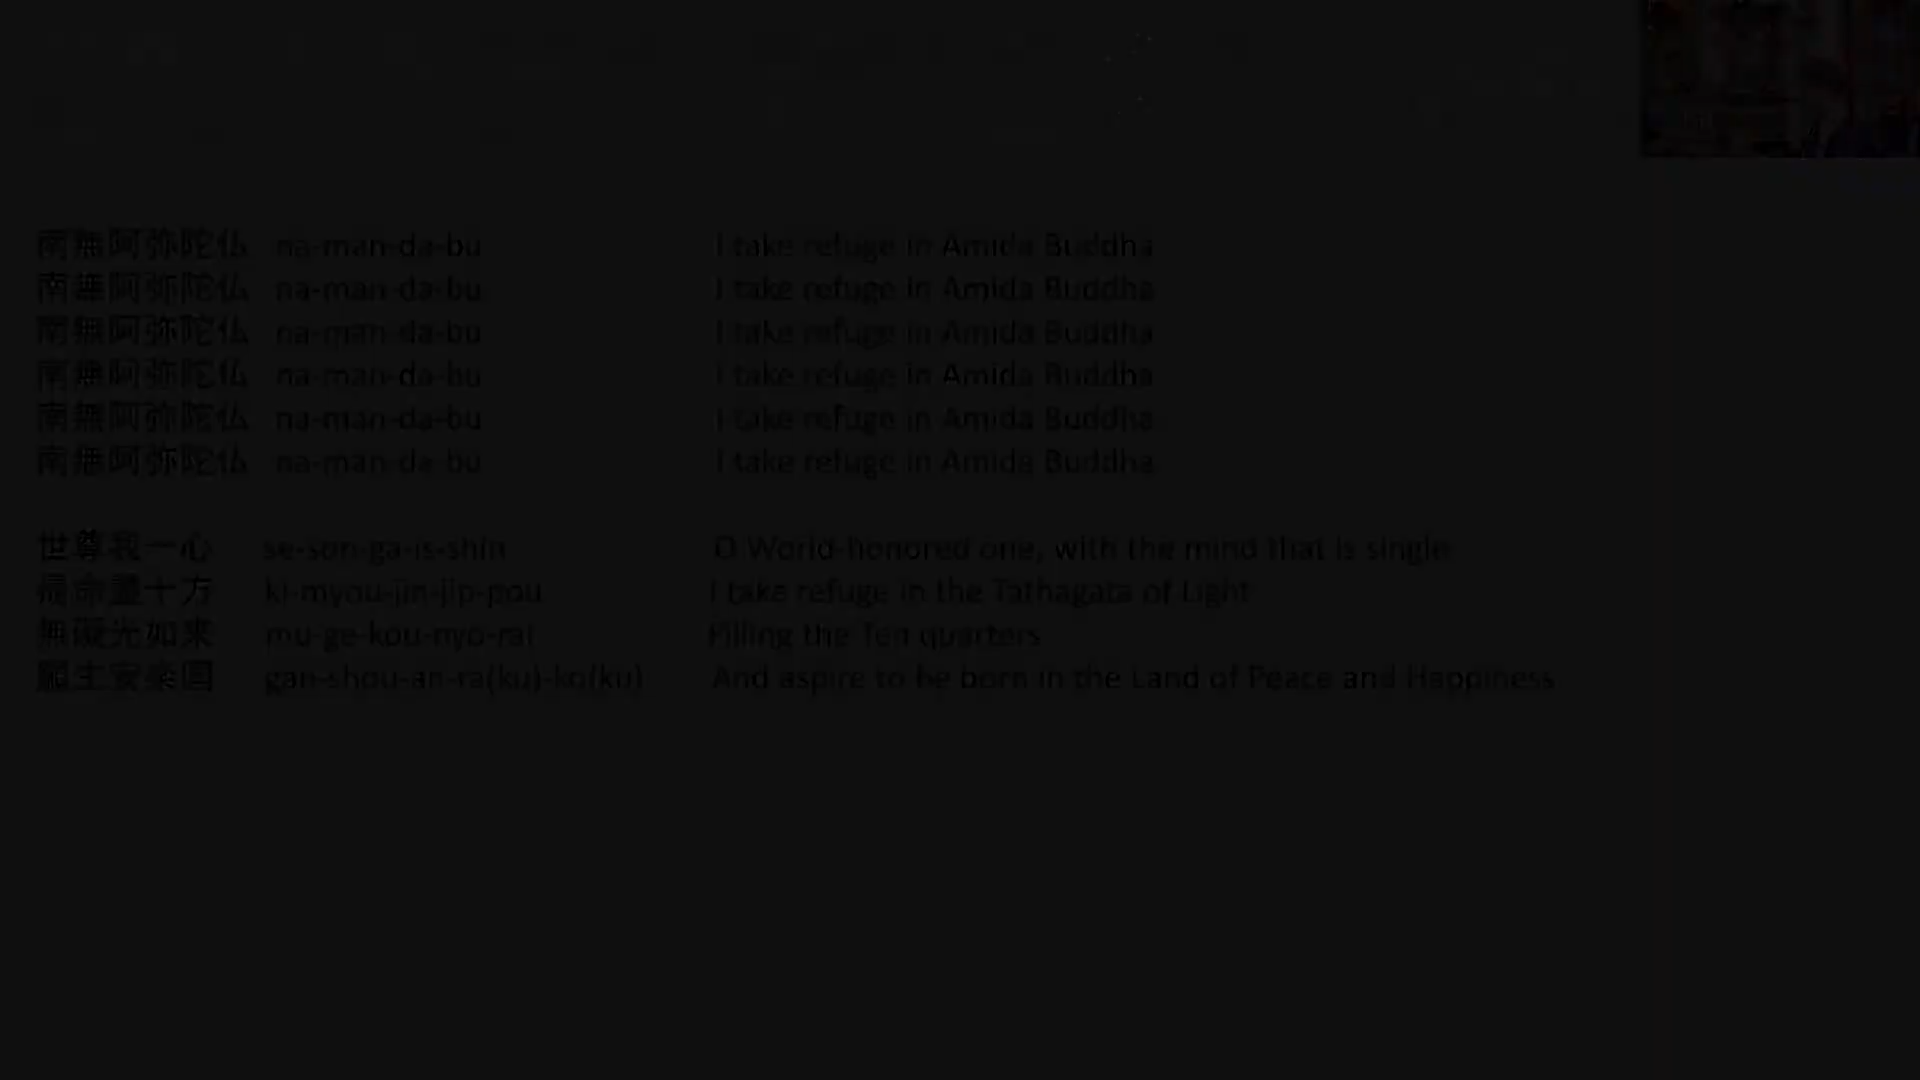 南無阿弥陀仏 na-man-da-bu I take refuge in Amida Buddha
南無阿弥陀仏 na-man-da-bu I take refuge in Amida Buddha
南無阿弥陀仏 na-man-da-bu I take refuge in Amida Buddha
南無阿弥陀仏 na-man-da-bu I take refuge in Amida Buddha
南無阿弥陀仏 na-man-da-bu I take refuge in Amida Buddha
南無阿弥陀仏 na-man-da-bu I take refuge in Amida Buddha
世尊我一心 se-son-ga-is-shin O World-honored one, with the mind that is single
帰命盡十方 ki-myou-jin-jip-pou I take refuge in the Tathagata of Light
無礙光如来 mu-ge-kou-nyo-rai Filling the Ten quarters
願生安楽国 gan-shou-an-ra(ku)-ko(ku) And aspire to be born in the Land of Peace and Happiness